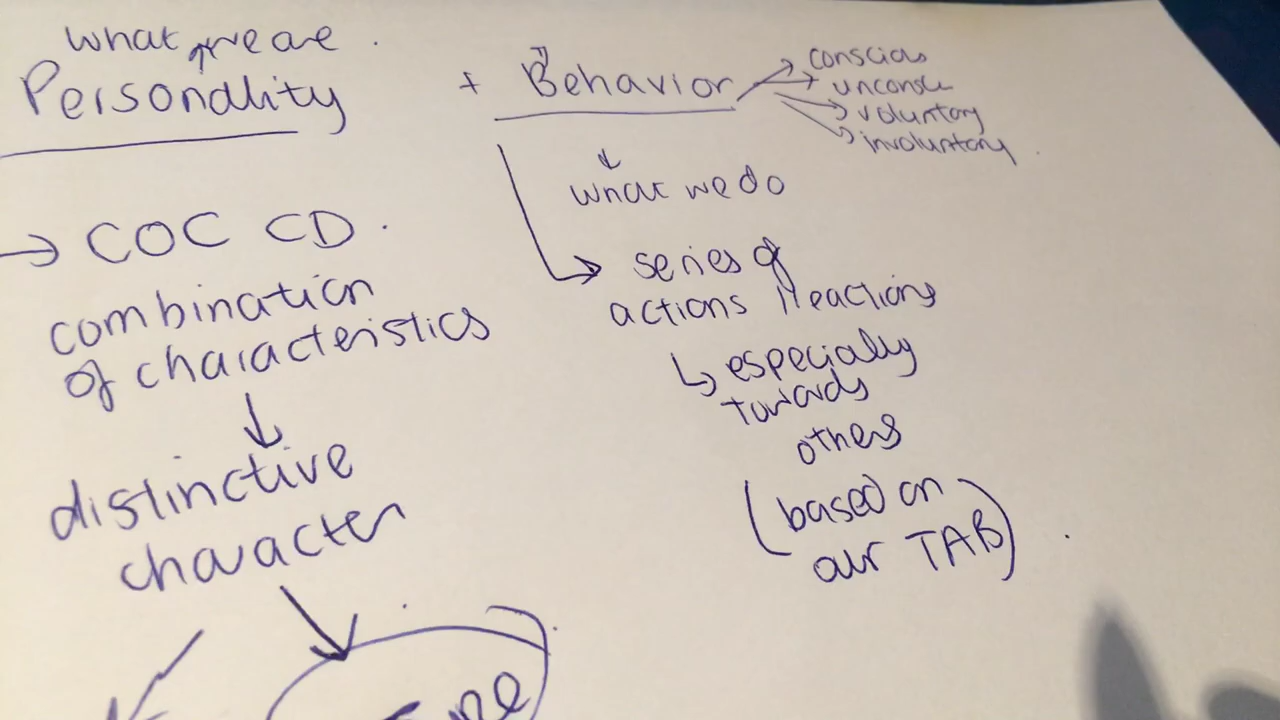 what we are
Personality
→ COC CD.
combination
of characteristics
↓
distinctive
character
+ Behavior
conscious
voluntary
involuntary
what we do
series of
actions / reactions
↳ especially
towards
others
(based on
our TAB)